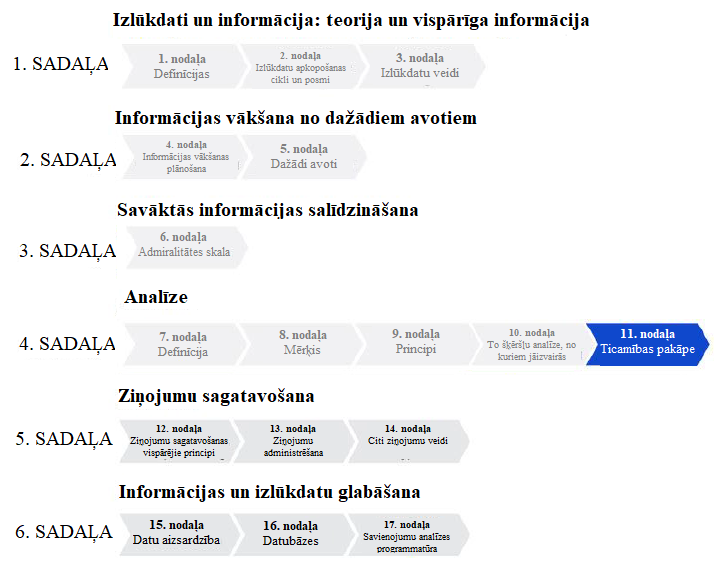 Izlūkdati un informācija: teorija un vispārīga informācija
1. SADAĻA
1. nodaļa
Definīcijas
2. nodaļa
Izlūkdatu apkopošanas
cikli un posmi
3. nodaļa
Izlūkdatu veidi
Informācijas vākšana no dažādiem avotiem
2. SADAĻA
4. nodaļa
Informācijas vākšanas
plānošana
5. nodaļa
Dažādi avoti
Savāktās informācijas salīdzināšana
3. SADAĻA
6. nodaļa
Admiralitātes skala
Analīze
4. SADAĻA
7. nodaļa
Definīcija
8. nodaļa
Mērķis
9. nodaļa
Principi
10. nodaļa
To šķēršļu analīze, no
kuriem jāizvairās
11. nodaļa
Ticamības pakāpe
Ziņojumu sagatavošana
5. SADAĻA
12. nodaļa
Ziņojumu sagatavošanas
vispārējie principi
13. nodaļa
Ziņojumu
administrēšana
14. nodaļa
Citi ziņojumu veidi
Informācijas un izlūkdatu glabāšana
6. SADAĻA
15. nodaļa
Datu aizsardzība
16. nodaļa
Datubāzes
17. nodaļa
Savienojumu analīzes
programmatūra